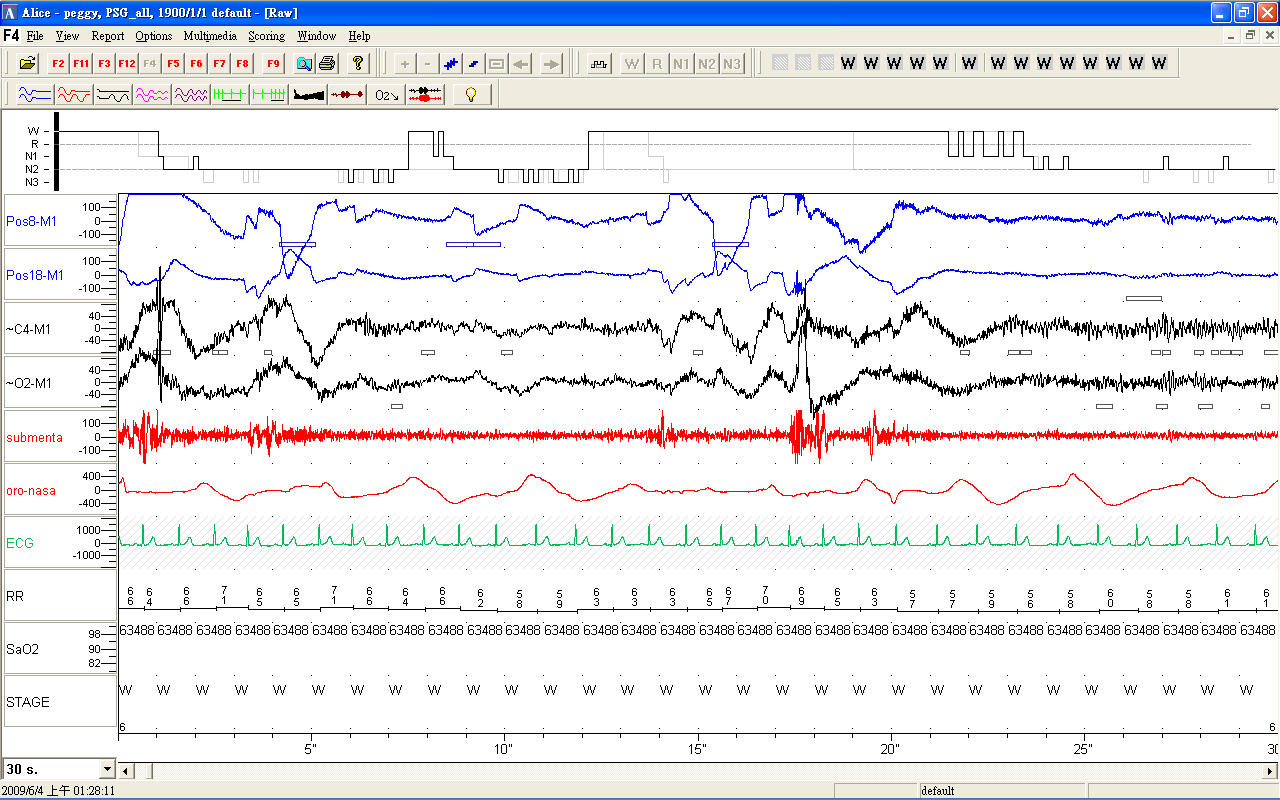 Alice - peggy, PSG_all, 1900/1/1 default - [Raw]
F4 File View Report Options Multimedia Scoring Window Help
F2 F11 F3 F12 F4 F5 F6 F7 F8 F9 ? + - W R N1 N2 N3 W W W W W W W W W W W W W W
O2
W
R
N1
N2
N3
Pos8-M1 100 0 -100
Pos18-M1 100 0 -100
~C4-M1 40 0 -40
~O2-M1 40 0 -40
submenta 100 0 -100
oro-nasa 400 0 -400
ECG 1000 0 -1000
RR 66 64 66 71 65 65 71 66 64 66 62 58 59 63 63 63 65 67 70 69 65 63 57 57 59 56 58 60 58 58 61 61
SaO2 98 90 82
63488 63488 63488 63488 63488 63488 63488 63488 63488 63488 63488 63488 63488 63488 63488 63488 63488 63488 63488 63488 63488 63488 63488 63488 63488 63488 63488 63488 63488 63488
STAGE W W W W W W W W W W W W W W W W W W W W W W W W W W W W W W
6 6
5" 10" 15" 20" 25" 30
30 s.
2009/6/4 上午 01:28:11 default